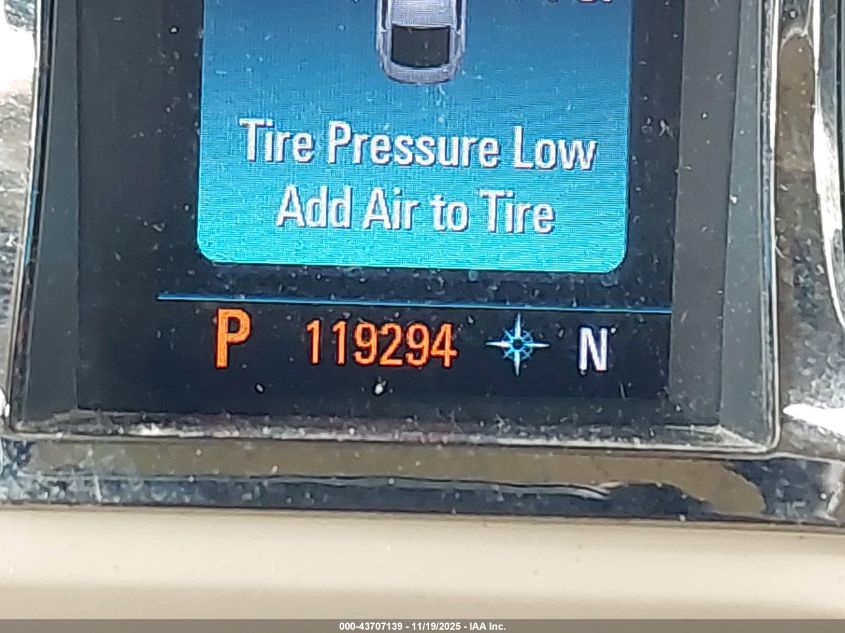 Tire Pressure Low
Add Air to Tire
P 119294 N
000-43707139 - 11/19/2025 - IAA Inc.